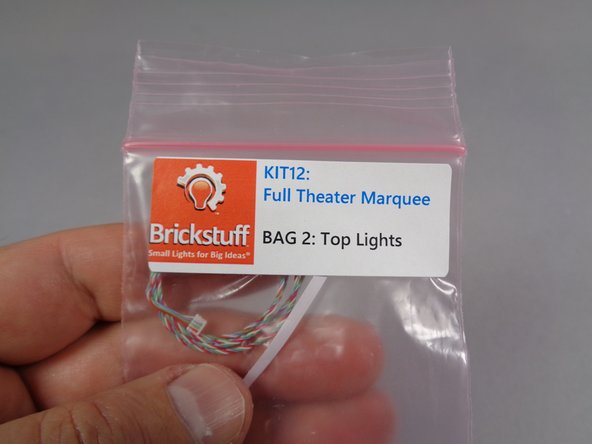 KIT12:
Full Theater Marquee
BAG 2: Top Lights
Brickstuff
Small Lights for Big Ideas®